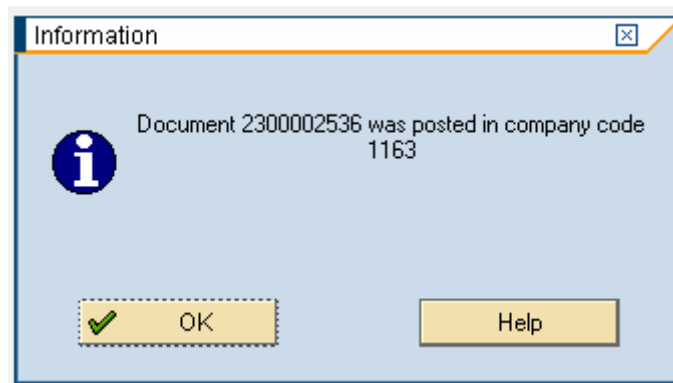 Information
Document 2300002536 was posted in company code
1163
OK
Help